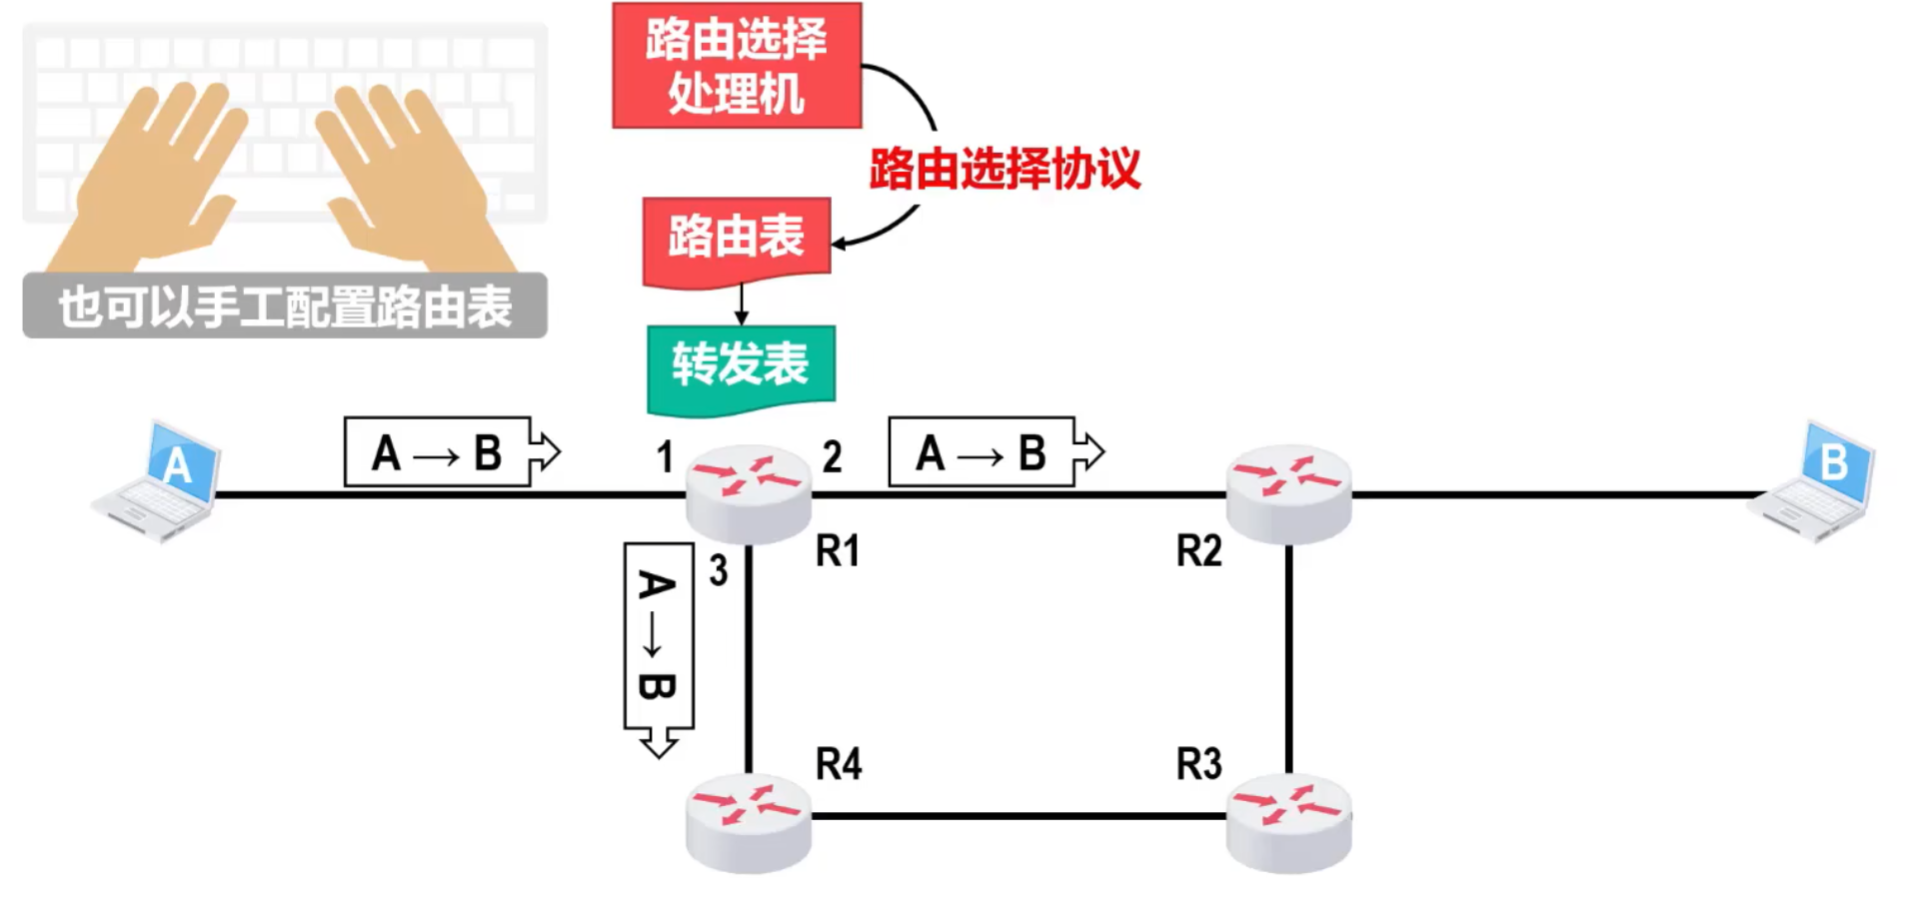 路由选择
处理机
路由选择协议
路由表
也可以手工配置路由表
转发表
A
A → B
1
2
A → B
B
R1
R2
3
A → B
R4
R3